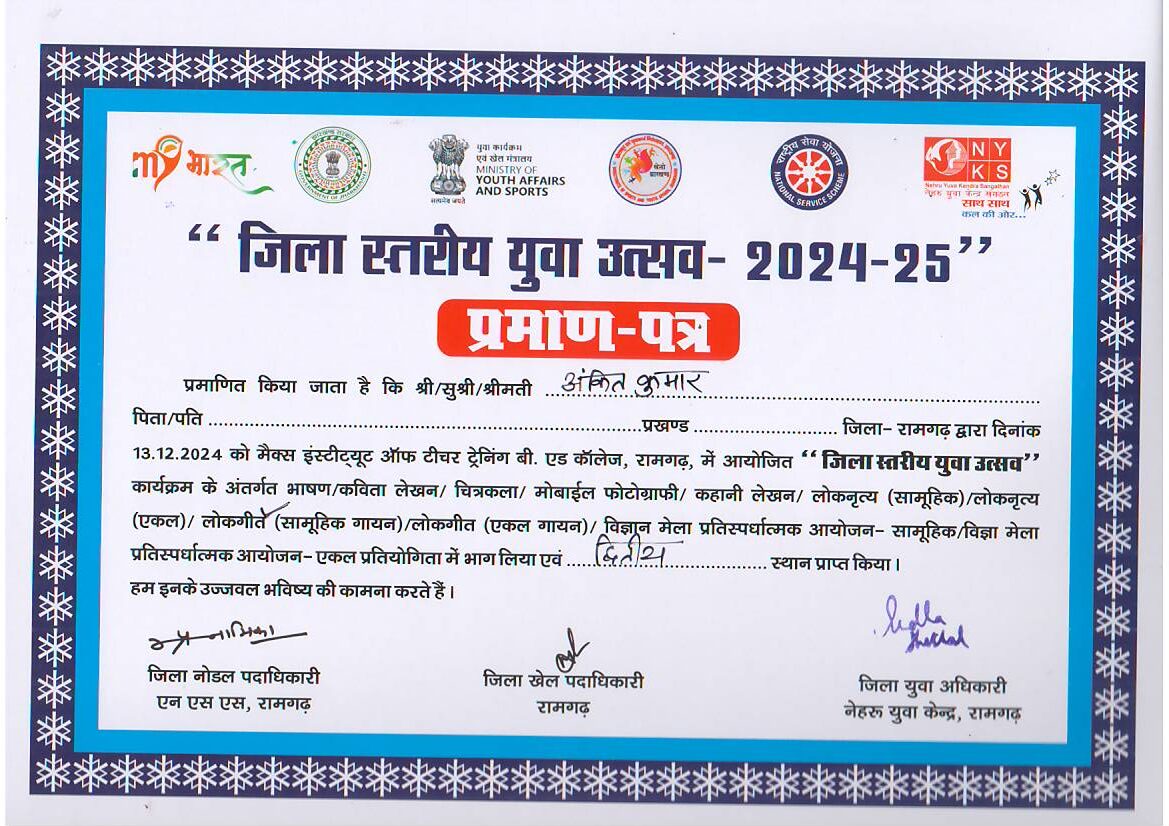 my भारत
युवा कार्यक्रम
एवं खेल मंत्रालय
MINISTRY OF
YOUTH AFFAIRS
AND SPORTS
सत्यमेव जयते
राष्ट्रीय सेवा योजना
NATIONAL SERVICE SCHEME
NY
KS
Nehru Yuva Kendra Sangathan
नेहरू युवा केन्द्र संगठन
साथ साथ
कल की ओर...
“ जिला स्तरीय युवा उत्सव- 2024-25 ”
प्रमाण-पत्र
प्रमाणित किया जाता है कि श्री/सुश्री/श्रीमती अंकित कुमार
पिता/पति ........ प्रखण्ड ........ जिला– रामगढ़ द्वारा दिनांक
13.12.2024 को मैक्स इंस्टीट्यूट ऑफ टीचर ट्रेनिंग बी. एड कॉलेज, रामगढ़, में आयोजित “जिला स्तरीय युवा उत्सव”
कार्यक्रम के अंतर्गत भाषण/कविता लेखन/ चित्रकला/ मोबाईल फोटोग्राफी/ कहानी लेखन/ लोकनृत्य (सामूहिक)/लोकनृत्य
(एकल)/ लोकगीत (सामूहिक गायन)/लोकगीत (एकल गायन)/ विज्ञान मेला प्रतिस्पर्धात्मक आयोजन– सामूहिक/विज्ञा मेला
प्रतिस्पर्धात्मक आयोजन– एकल प्रतियोगिता में भाग लिया एवं ... द्वितीय ... स्थान प्राप्त किया।
हम इनके उज्जवल भविष्य की कामना करते हैं।
जिला नोडल पदाधिकारी
एन एस एस, रामगढ़
जिला खेल पदाधिकारी
रामगढ़
जिला युवा अधिकारी
नेहरू युवा केन्द्र, रामगढ़